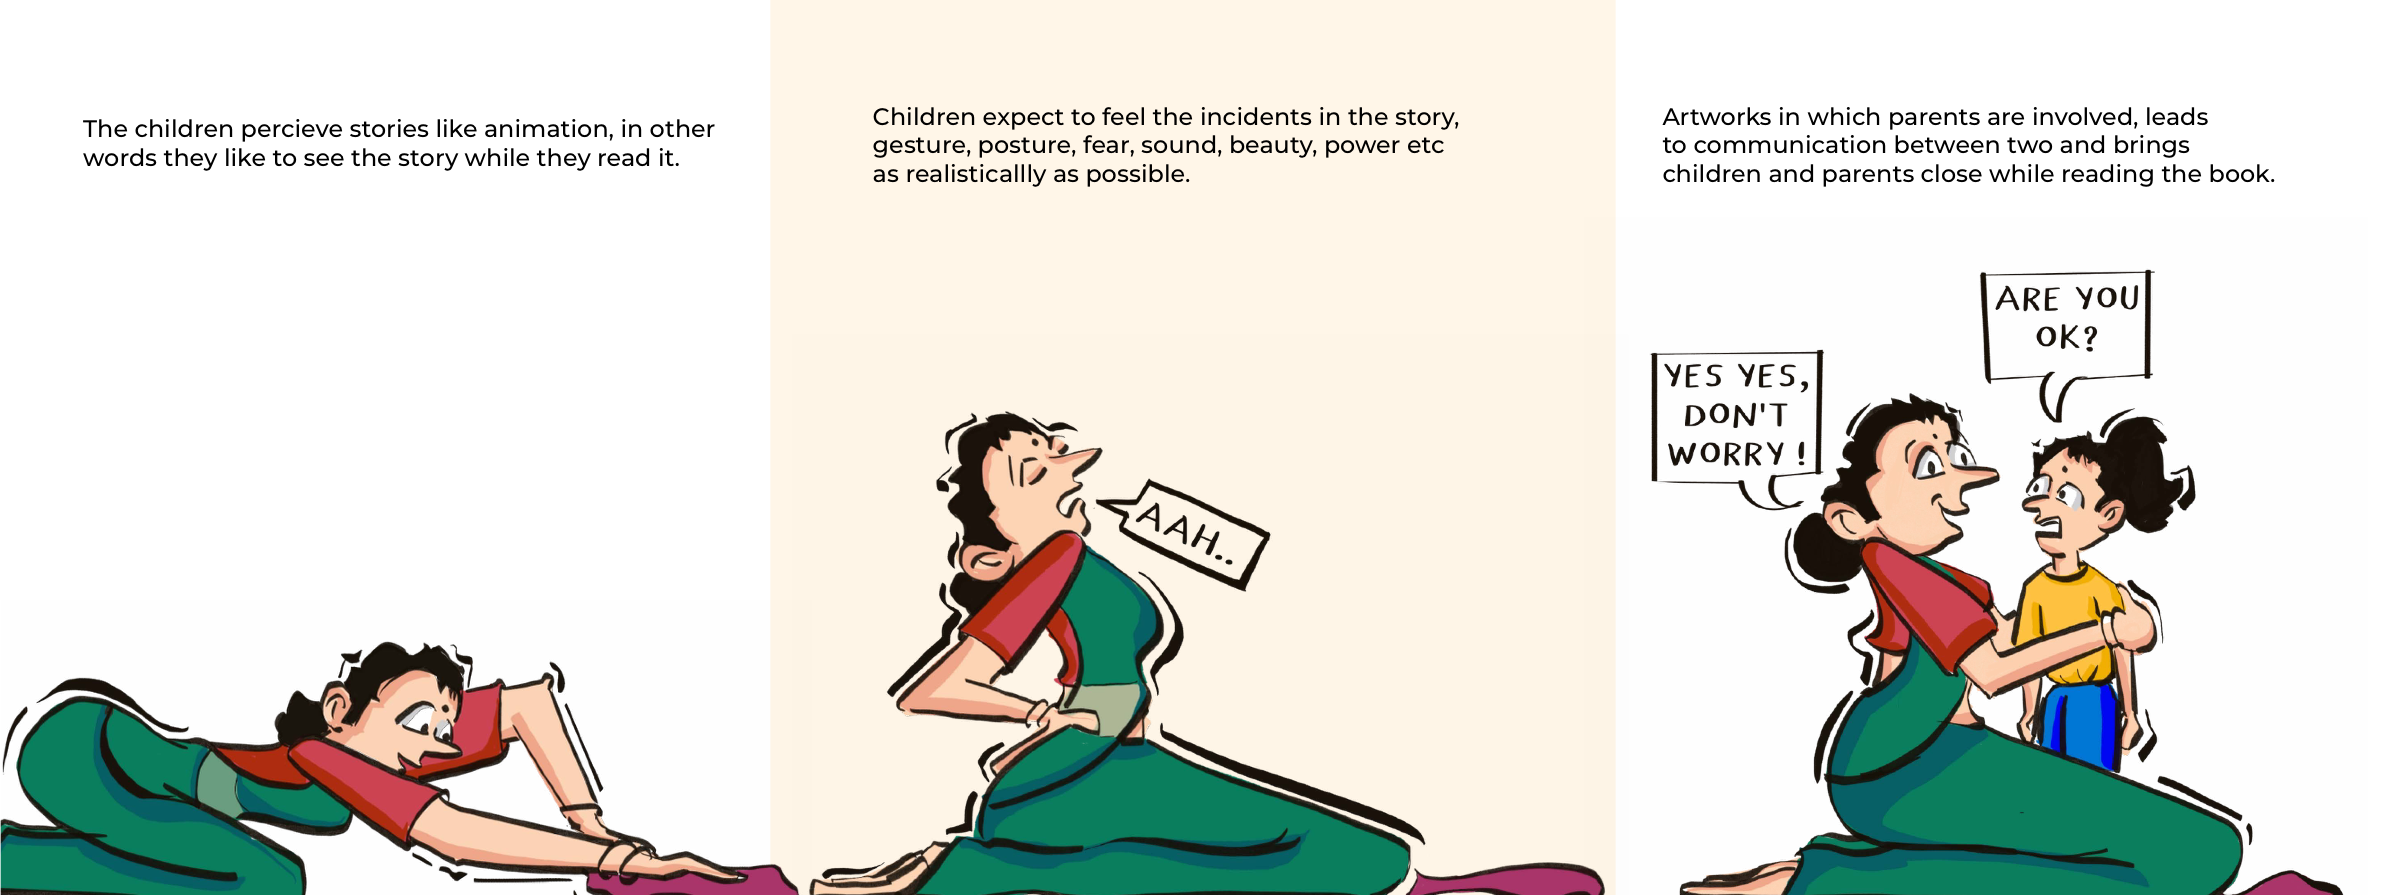 The children percieve stories like animation, in other
words they like to see the story while they read it.
Children expect to feel the incidents in the story,
gesture, posture, fear, sound, beauty, power etc
as realisticallly as possible.
AAH..
Artworks in which parents are involved, leads
to communication between two and brings
children and parents close while reading the book.
ARE YOU
OK?
YES YES,
DON'T
WORRY !